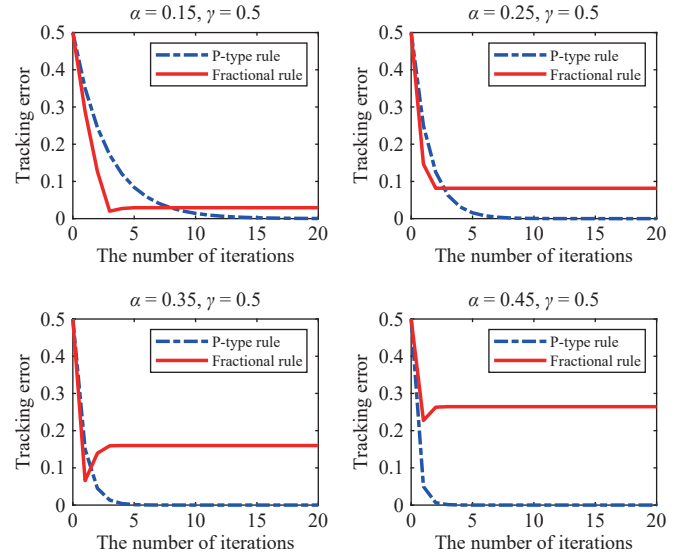 α = 0.15, γ = 0.5
0.5
0.4
0.3
0.2
0.1
0
Tracking error
P-type rule
Fractional rule
0 5 10 15 20
The number of iterations
α = 0.25, γ = 0.5
0.5
0.4
0.3
0.2
0.1
0
Tracking error
P-type rule
Fractional rule
0 5 10 15 20
The number of iterations
α = 0.35, γ = 0.5
0.5
0.4
0.3
0.2
0.1
0
Tracking error
P-type rule
Fractional rule
0 5 10 15 20
The number of iterations
α = 0.45, γ = 0.5
0.5
0.4
0.3
0.2
0.1
0
Tracking error
P-type rule
Fractional rule
0 5 10 15 20
The number of iterations